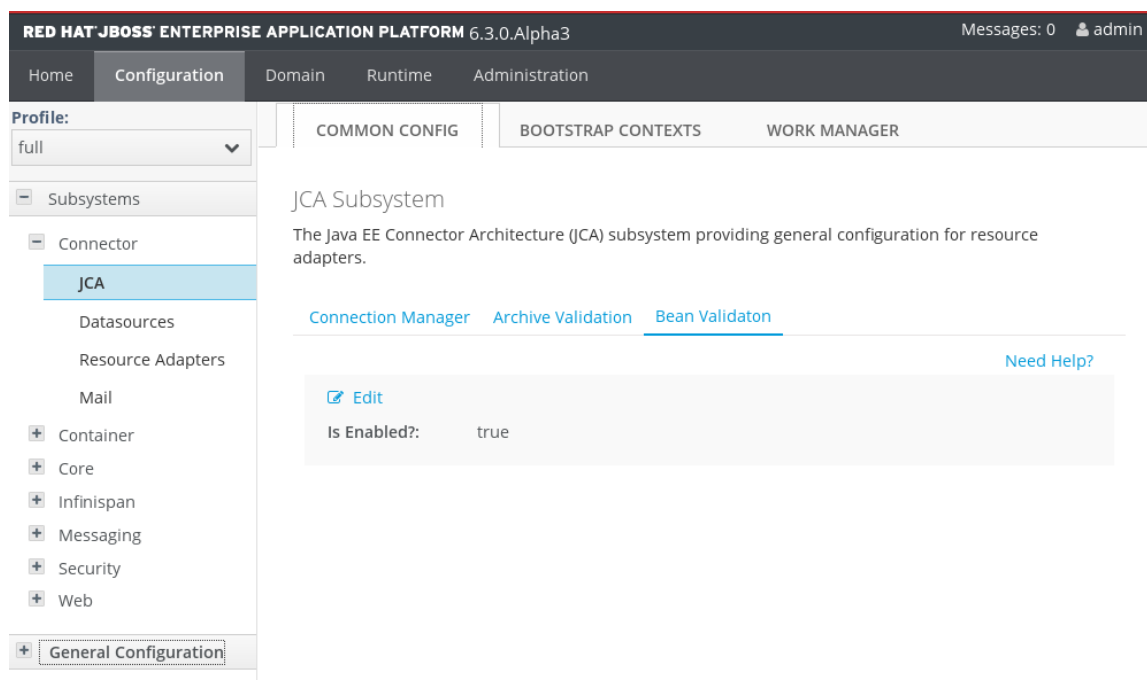 RED HAT JBOSS ENTERPRISE APPLICATION PLATFORM 6.3.0.Alpha3
Messages: 0 admin
Home Configuration Domain Runtime Administration
Profile:
full
Subsystems
Connector
JCA
Datasources
Resource Adapters
Mail
Container
Core
Infinispan
Messaging
Security
Web
General Configuration
COMMON CONFIG BOOTSTRAP CONTEXTS WORK MANAGER
JCA Subsystem
The Java EE Connector Architecture (JCA) subsystem providing general configuration for resource
adapters.
Connection Manager Archive Validation Bean Validaton
Need Help?
Edit
Is Enabled?: true